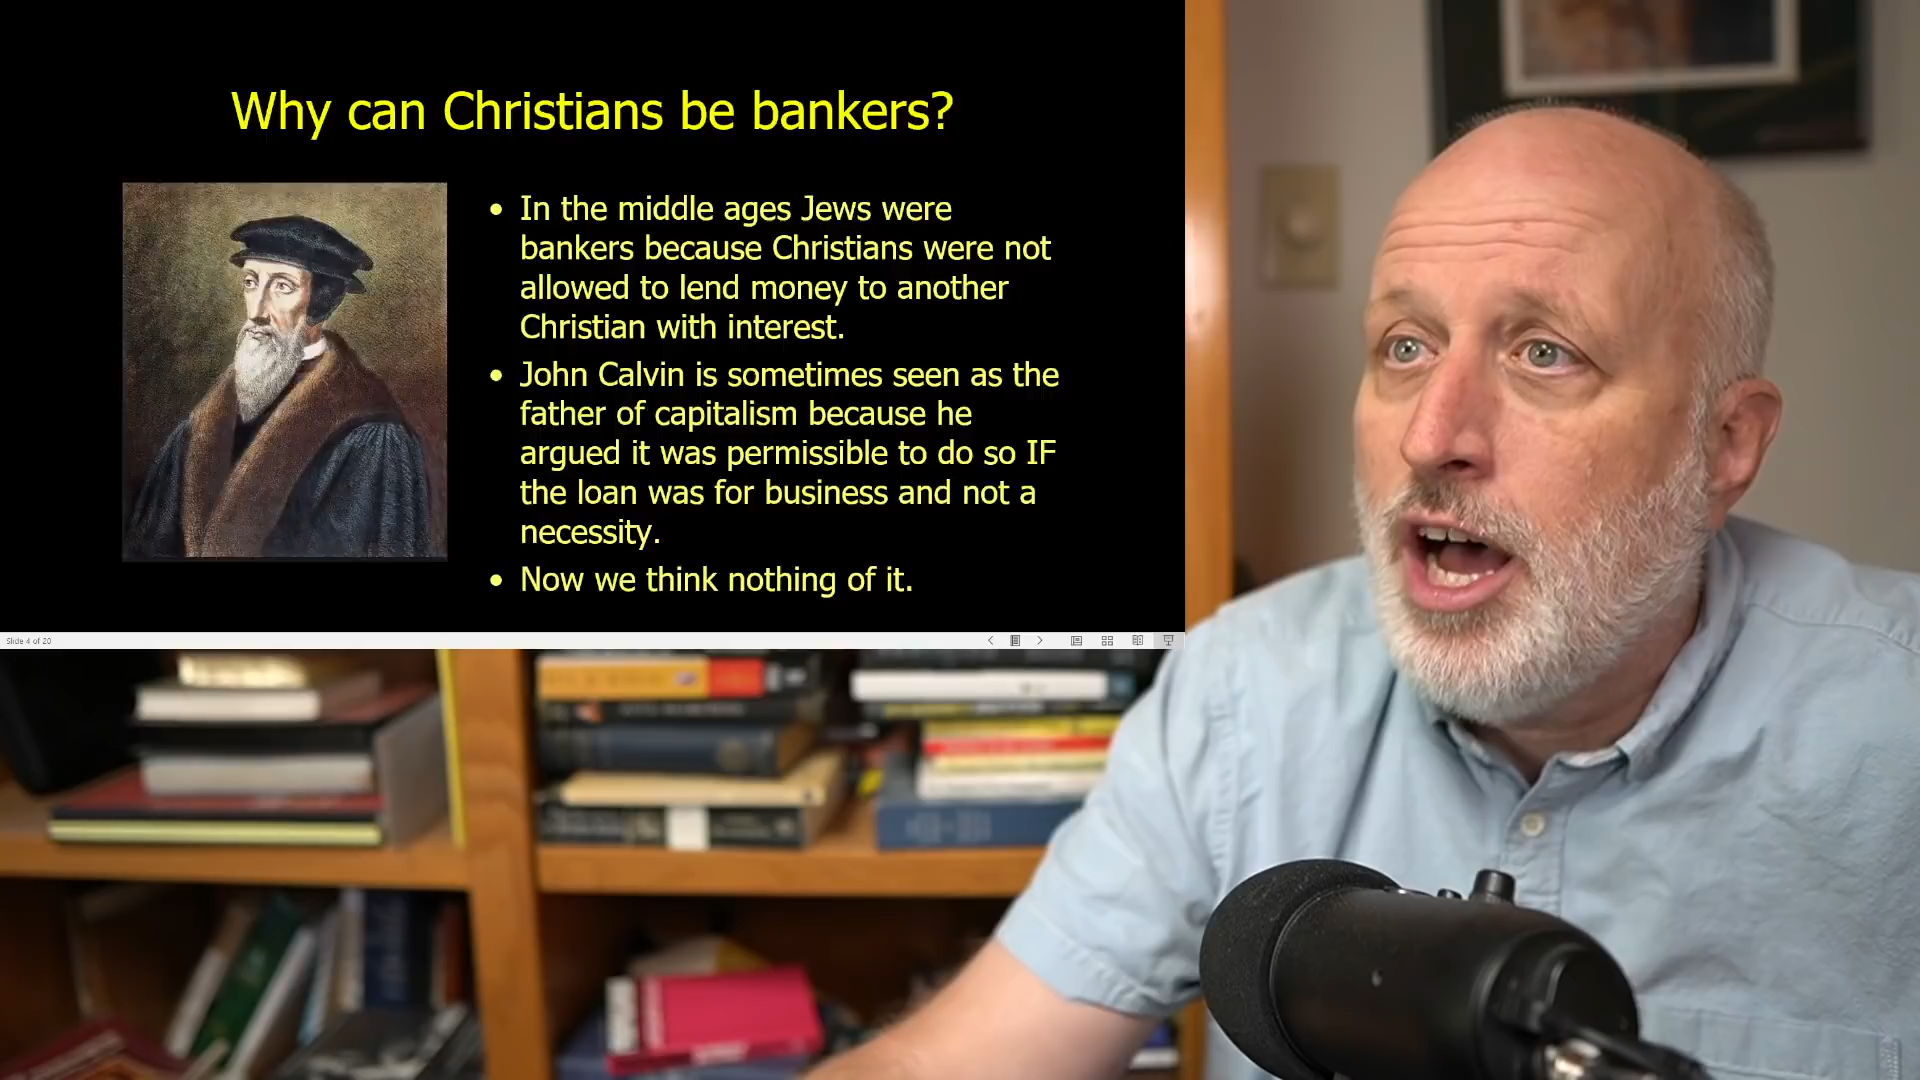 Why can Christians be bankers?
• In the middle ages Jews were
bankers because Christians were not
allowed to lend money to another
Christian with interest.
• John Calvin is sometimes seen as the
father of capitalism because he
argued it was permissible to do so IF
the loan was for business and not a
necessity.
• Now we think nothing of it.
Slide 4 of 20